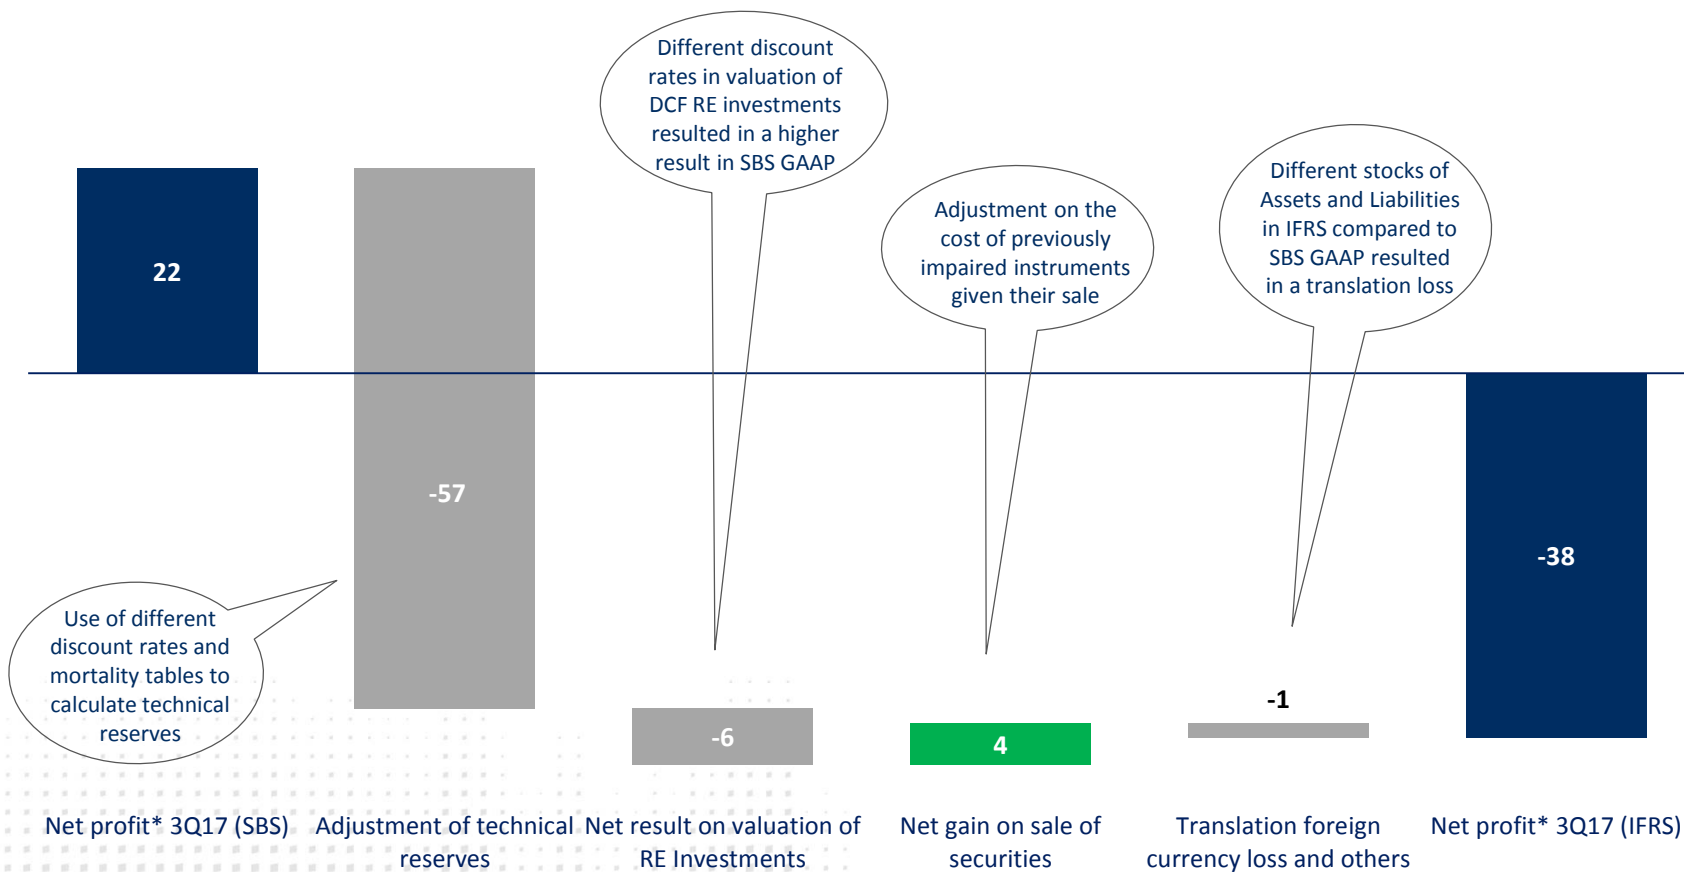 Different discount
rates in valuation of
DCF RE investments
resulted in a higher
result in SBS GAAP
Adjustment on the
cost of previously
impaired instruments
given their sale
Different stocks of
Assets and Liabilities
in IFRS compared to
SBS GAAP resulted
in a translation loss
Use of different
discount rates and
mortality tables to
calculate technical
reserves
22
-57
-6
4
-1
-38
Net profit* 3Q17 (SBS)
Adjustment of technical
reserves
Net result on valuation of
RE Investments
Net gain on sale of
securities
Translation foreign
currency loss and others
Net profit* 3Q17 (IFRS)